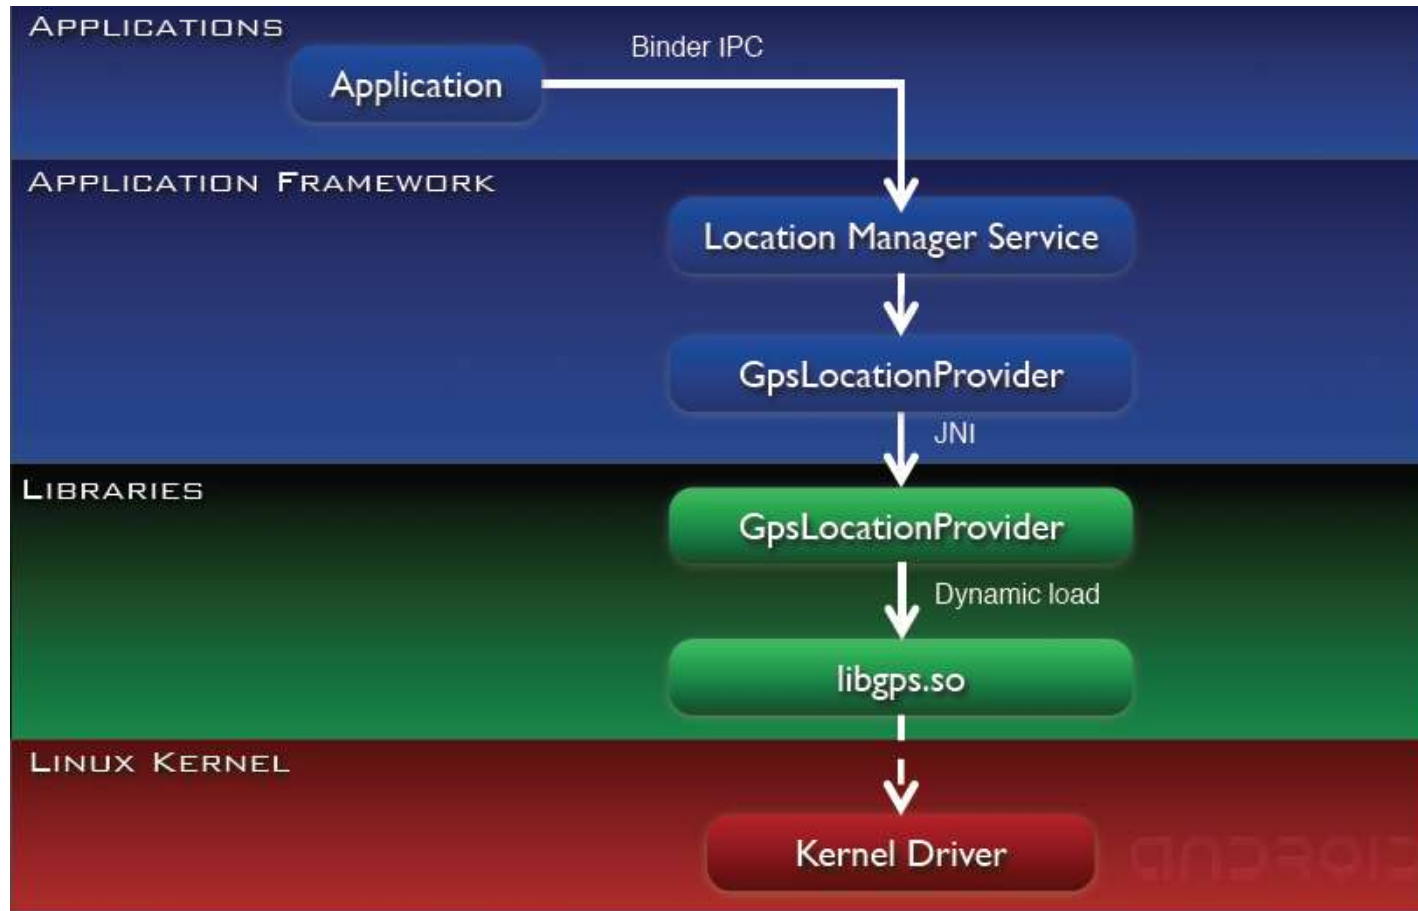 APPLICATIONS
Binder IPC
Application
APPLICATION FRAMEWORK
Location Manager Service
GpsLocationProvider
JNI
LIBRARIES
GpsLocationProvider
Dynamic load
libgps.so
LINUX KERNEL
Kernel Driver